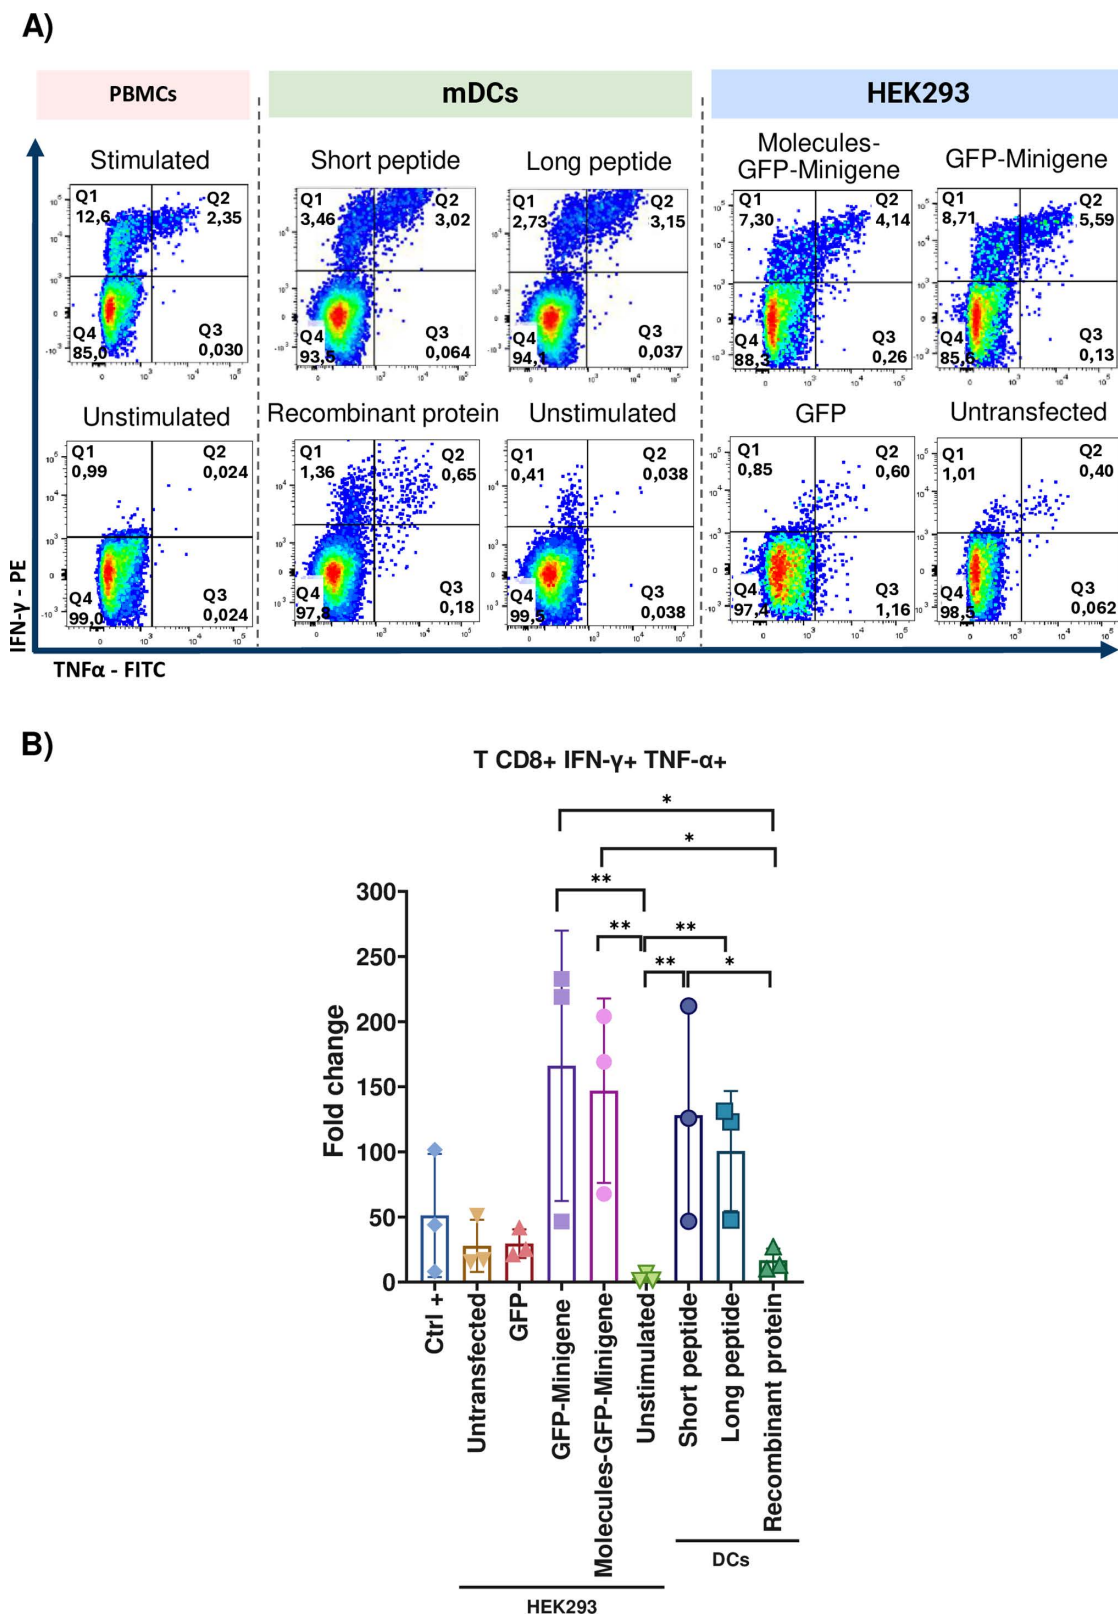 A)
PBMCs
mDCs
HEK293
Stimulated
Short peptide
Long peptide
Molecules-
GFP-Minigene
GFP-Minigene
Q1
12,6
Q2
2,35
Q4
85,0
Q3
0,030
Q1
3,46
Q2
3,02
Q4
93,5
Q3
0,064
Q1
2,73
Q2
3,15
Q4
94,1
Q3
0,037
Q1
7,30
Q2
4,14
Q4
88,3
Q3
0,26
Q1
8,71
Q2
5,59
Q4
85,6
Q3
0,13
Unstimulated
Recombinant protein
Unstimulated
GFP
Untransfected
Q1
0,99
Q2
0,024
Q4
99,0
Q3
0,024
Q1
1,36
Q2
0,65
Q4
97,8
Q3
0,18
Q1
0,41
Q2
0,038
Q4
99,5
Q3
0,038
Q1
0,85
Q2
0,60
Q4
97,4
Q3
1,16
Q1
1,01
Q2
0,40
Q4
98,5
Q3
0,062
IFN-γ - PE
TNFα - FITC
B)
T CD8+ IFN-γ+ TNF-α+
*
*
**
** **
** *
Fold change
300
250
200
150
100
50
0
Ctrl +
Untransfected
GFP
GFP-Minigene
Molecules-GFP-Minigene
Unstimulated
Short peptide
Long peptide
Recombinant protein
DCs
HEK293